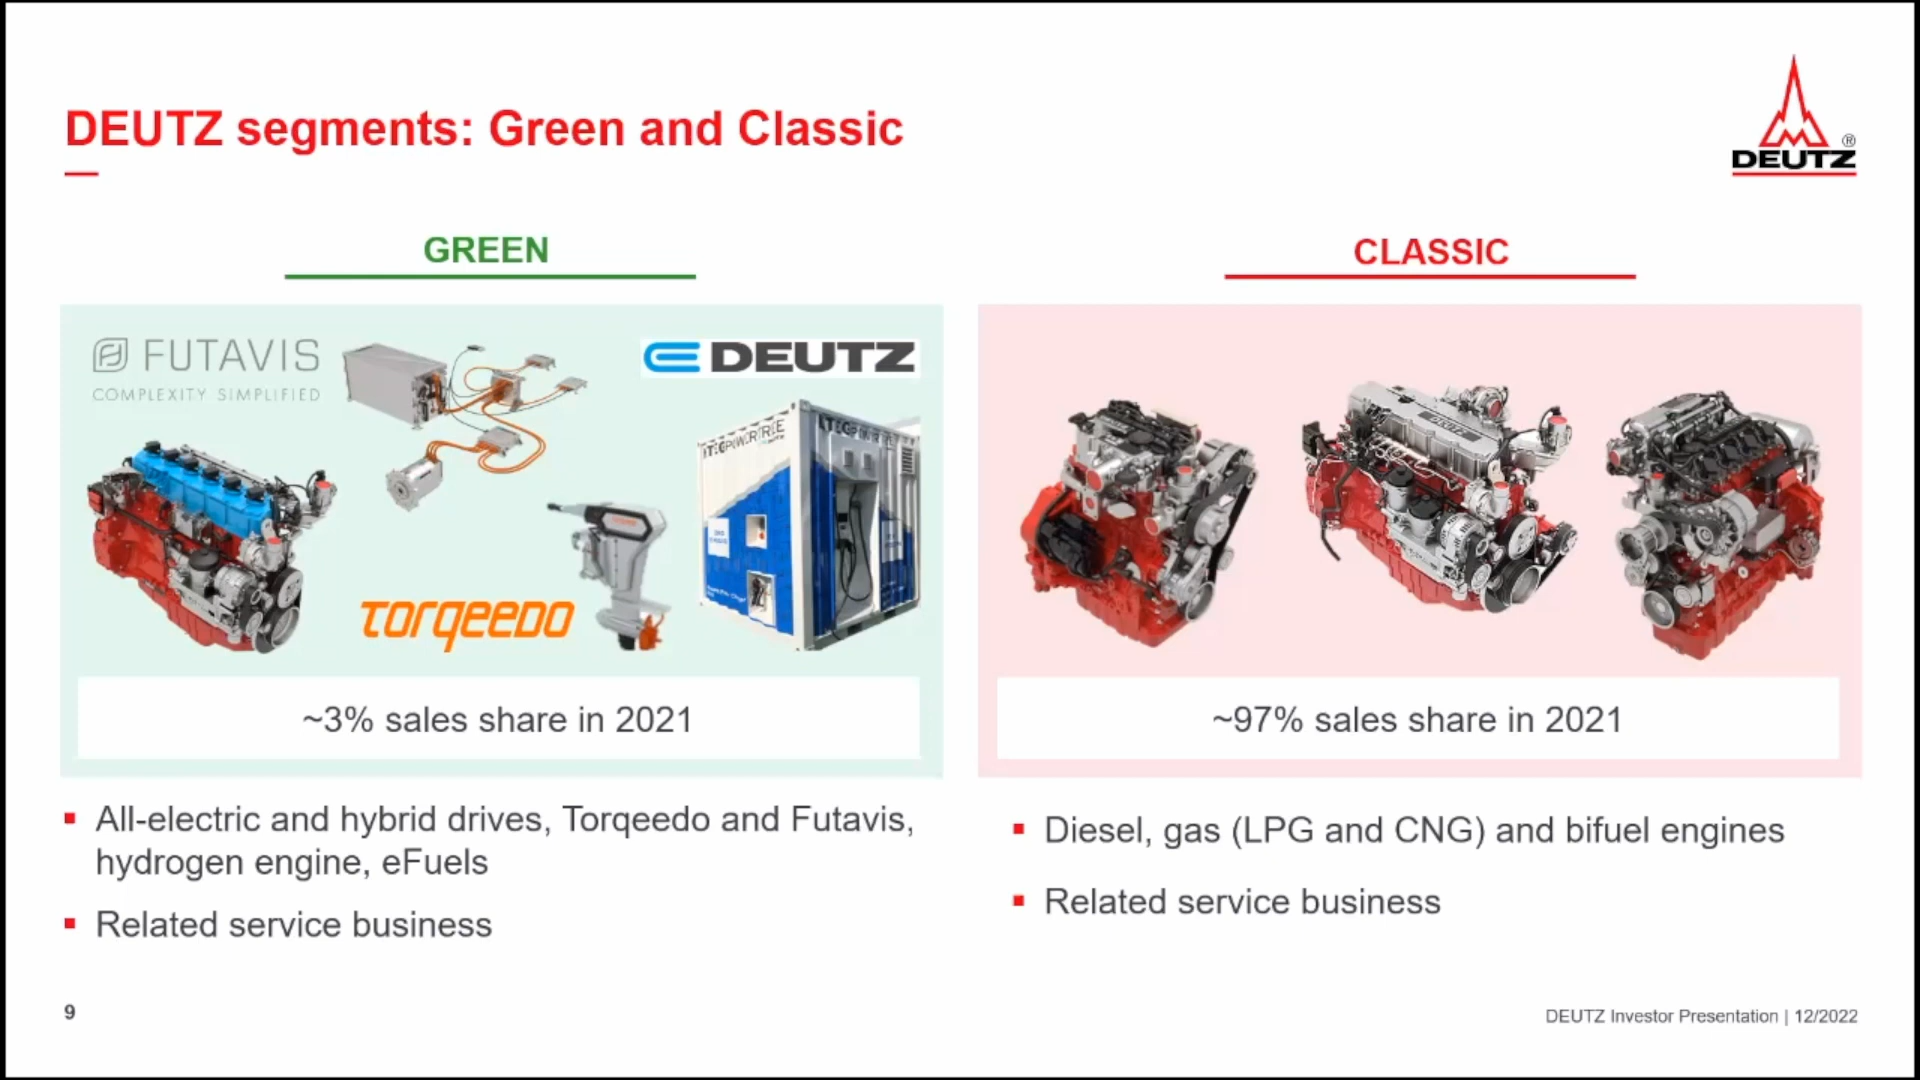 DEUTZ segments: Green and Classic
®
DEUTZ
GREEN
CLASSIC
FUTAVIS
COMPLEXITY SIMPLIFIED
DEUTZ
TORQEEDO
~3% sales share in 2021
~97% sales share in 2021
▪ All-electric and hybrid drives, Torqeedo and Futavis,
hydrogen engine, eFuels
▪ Related service business
▪ Diesel, gas (LPG and CNG) and bifuel engines
▪ Related service business
9
DEUTZ Investor Presentation | 12/2022